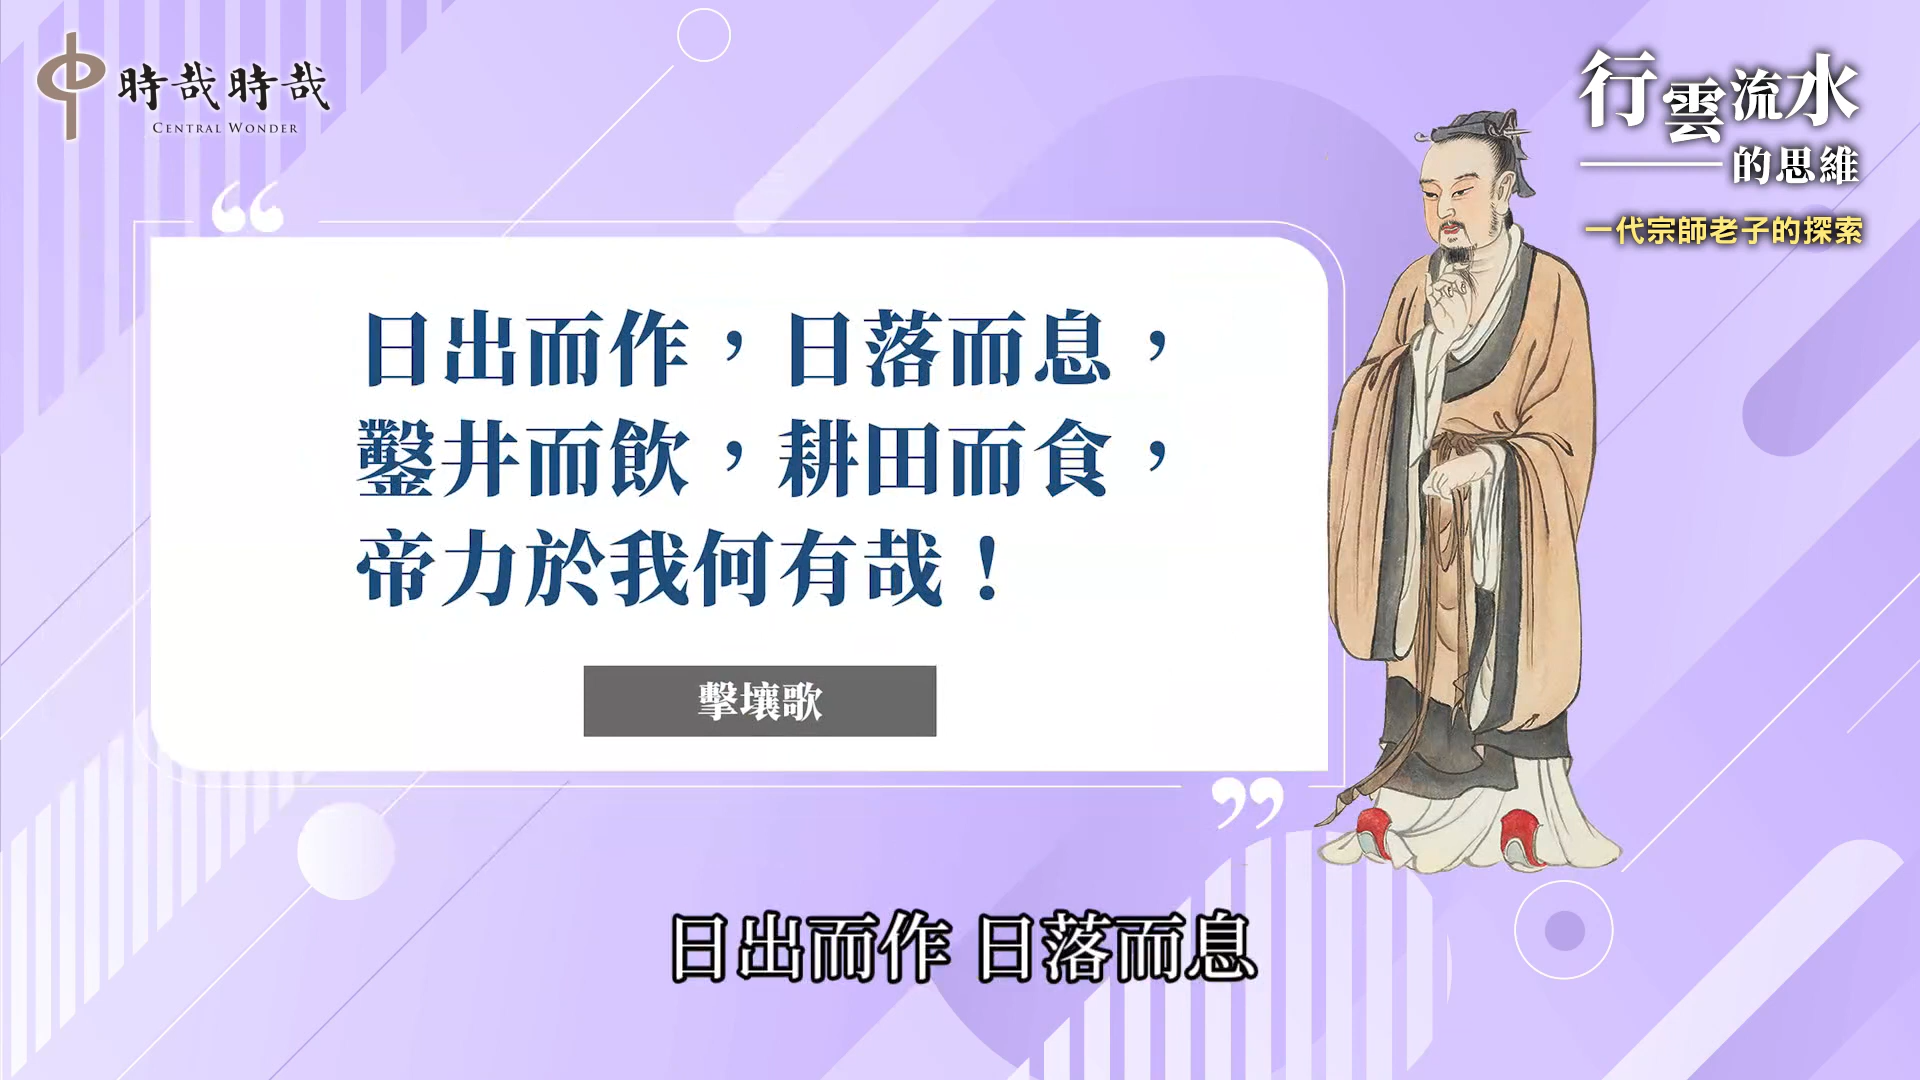 時哉時哉
CENTRAL WONDER
行雲流水
的思維
一代宗師老子的探索
日出而作，日落而息，
鑿井而飲，耕田而食，
帝力於我何有哉！
擊壤歌
日出而作 日落而息